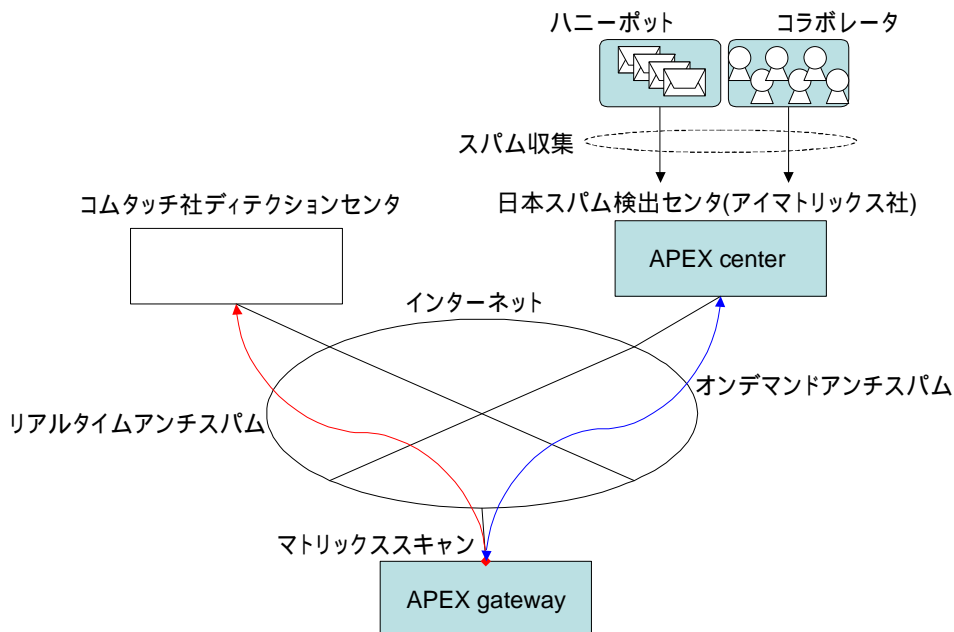 ハニーポット
コラボレータ
スパム収集
コムタッチ社ディテクションセンタ
日本スパム検出センタ(アイマトリックス社)
APEX center
インターネット
オンデマンドアンチスパム
リアルタイムアンチスパム
マトリックススキャン
APEX gateway